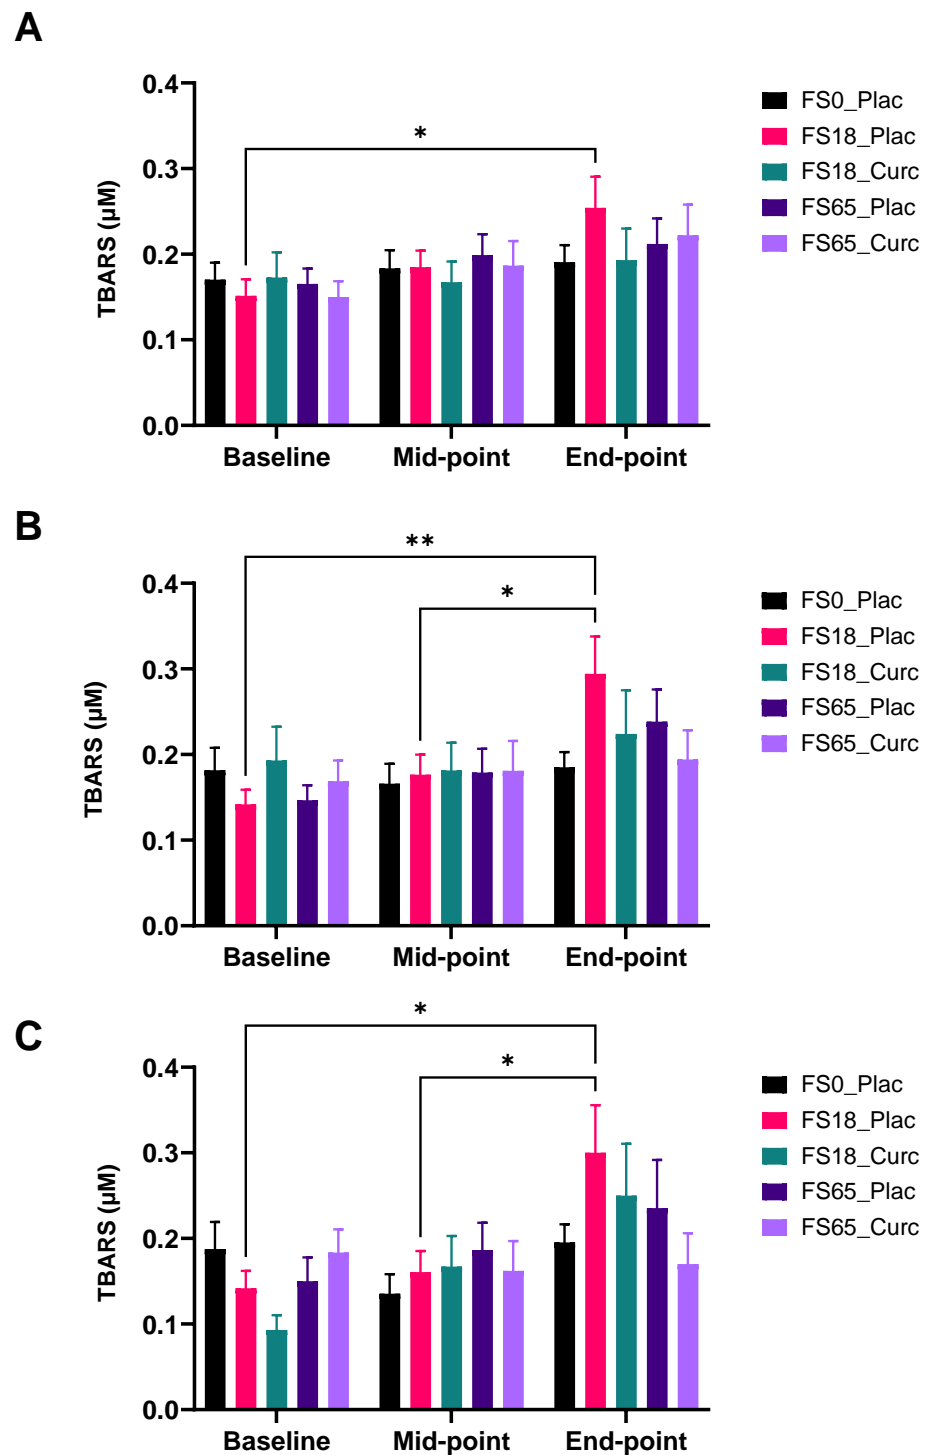 A
0.4
0.3
0.2
0.1
0.0
TBARS (µM)
*
Baseline
Mid-point
End-point
FS0_Plac
FS18_Plac
FS18_Curc
FS65_Plac
FS65_Curc
B
0.4
0.3
0.2
0.1
0.0
TBARS (µM)
**
*
Baseline
Mid-point
End-point
FS0_Plac
FS18_Plac
FS18_Curc
FS65_Plac
FS65_Curc
C
0.4
0.3
0.2
0.1
0.0
TBARS (µM)
*
*
Baseline
Mid-point
End-point
FS0_Plac
FS18_Plac
FS18_Curc
FS65_Plac
FS65_Curc